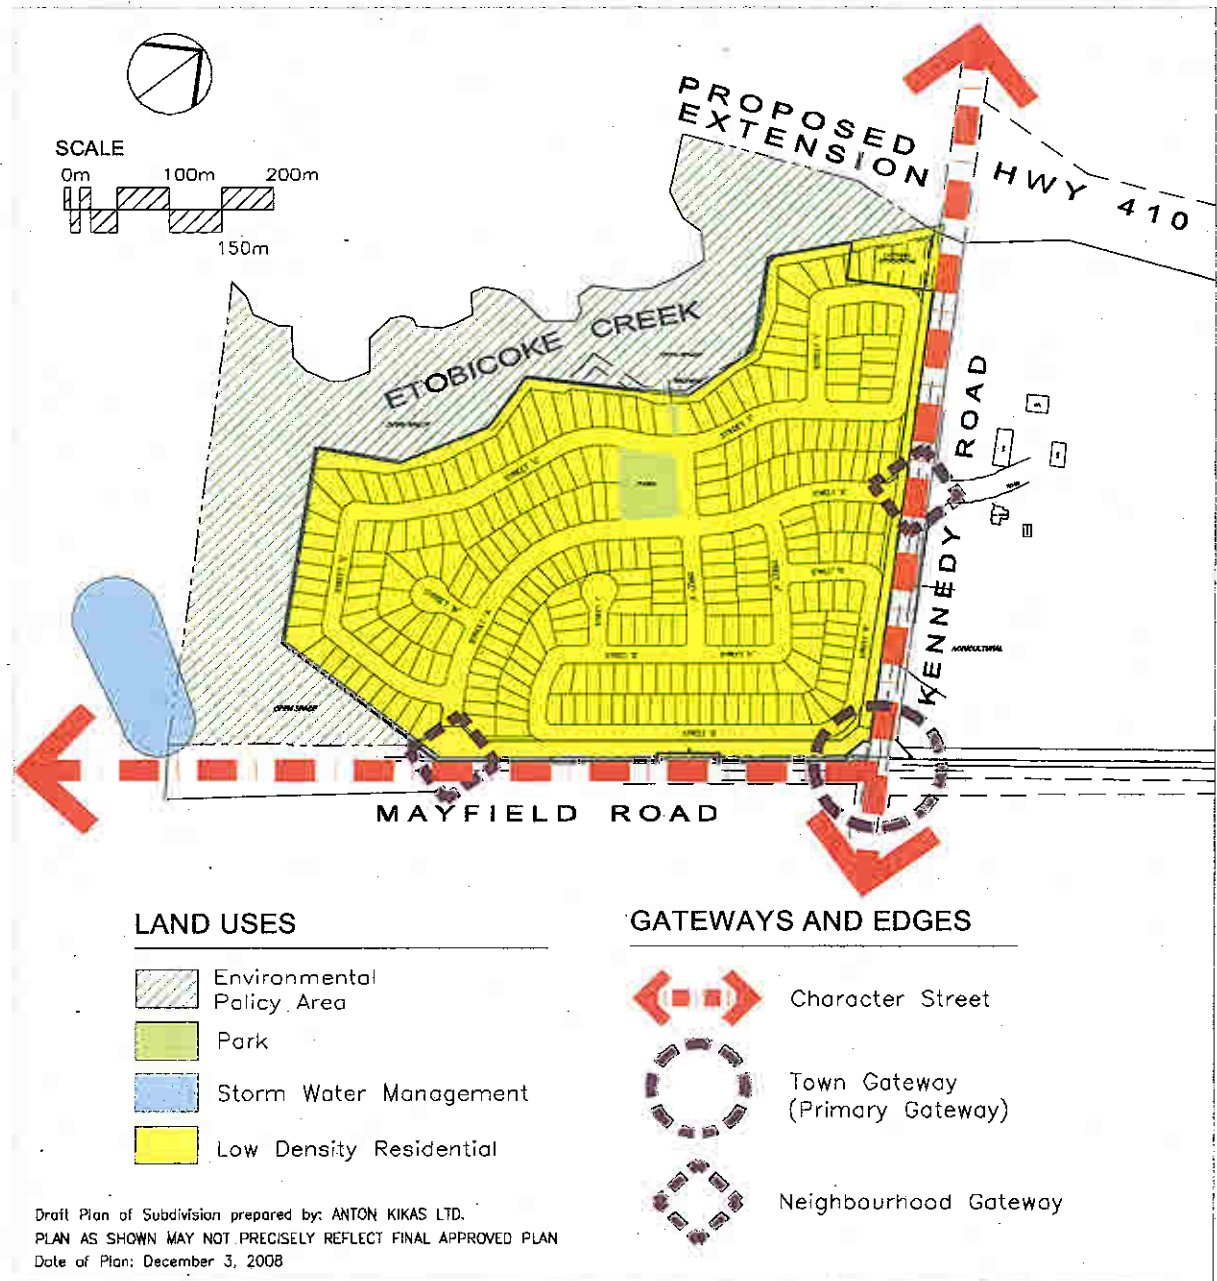 SCALE
0m 100m 200m
150m
PROPOSED
EXTENSION
HWY 410
ETOBICOKE CREEK
KENNEDY ROAD
AGRICULTURAL
OPEN SPACE
MAYFIELD ROAD
LAND USES
Environmental
Policy Area
Park
Storm Water Management
Low Density Residential
GATEWAYS AND EDGES
Character Street
Town Gateway
(Primary Gateway)
Neighbourhood Gateway
Draft Plan of Subdivision prepared by: ANTON KIKAS LTD.
PLAN AS SHOWN MAY NOT PRECISELY REFLECT FINAL APPROVED PLAN
Date of Plan: December 3, 2008